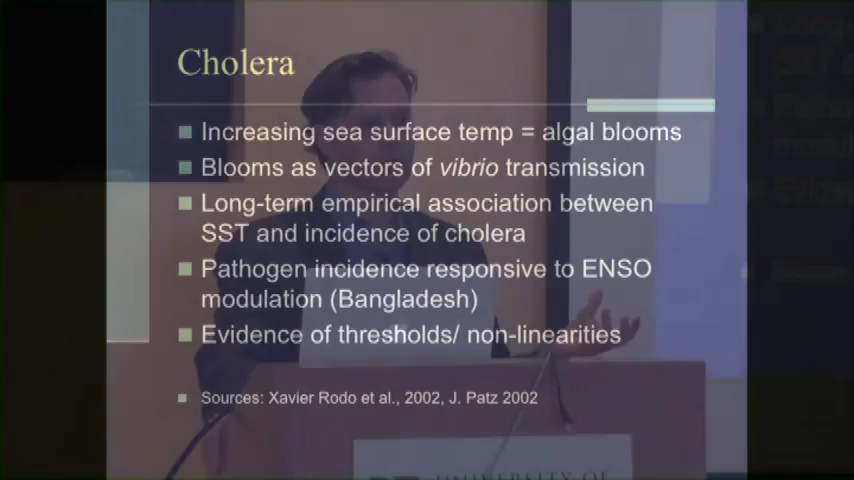 Cholera
Increasing sea surface temp = algal blooms
Blooms as vectors of vibrio transmission
Long-term empirical association between
SST and incidence of cholera
Pathogen incidence responsive to ENSO
modulation (Bangladesh)
Evidence of thresholds/ non-linearities
Sources: Xavier Rodo et al., 2002, J. Patz 2002
UNIVERSITY OF